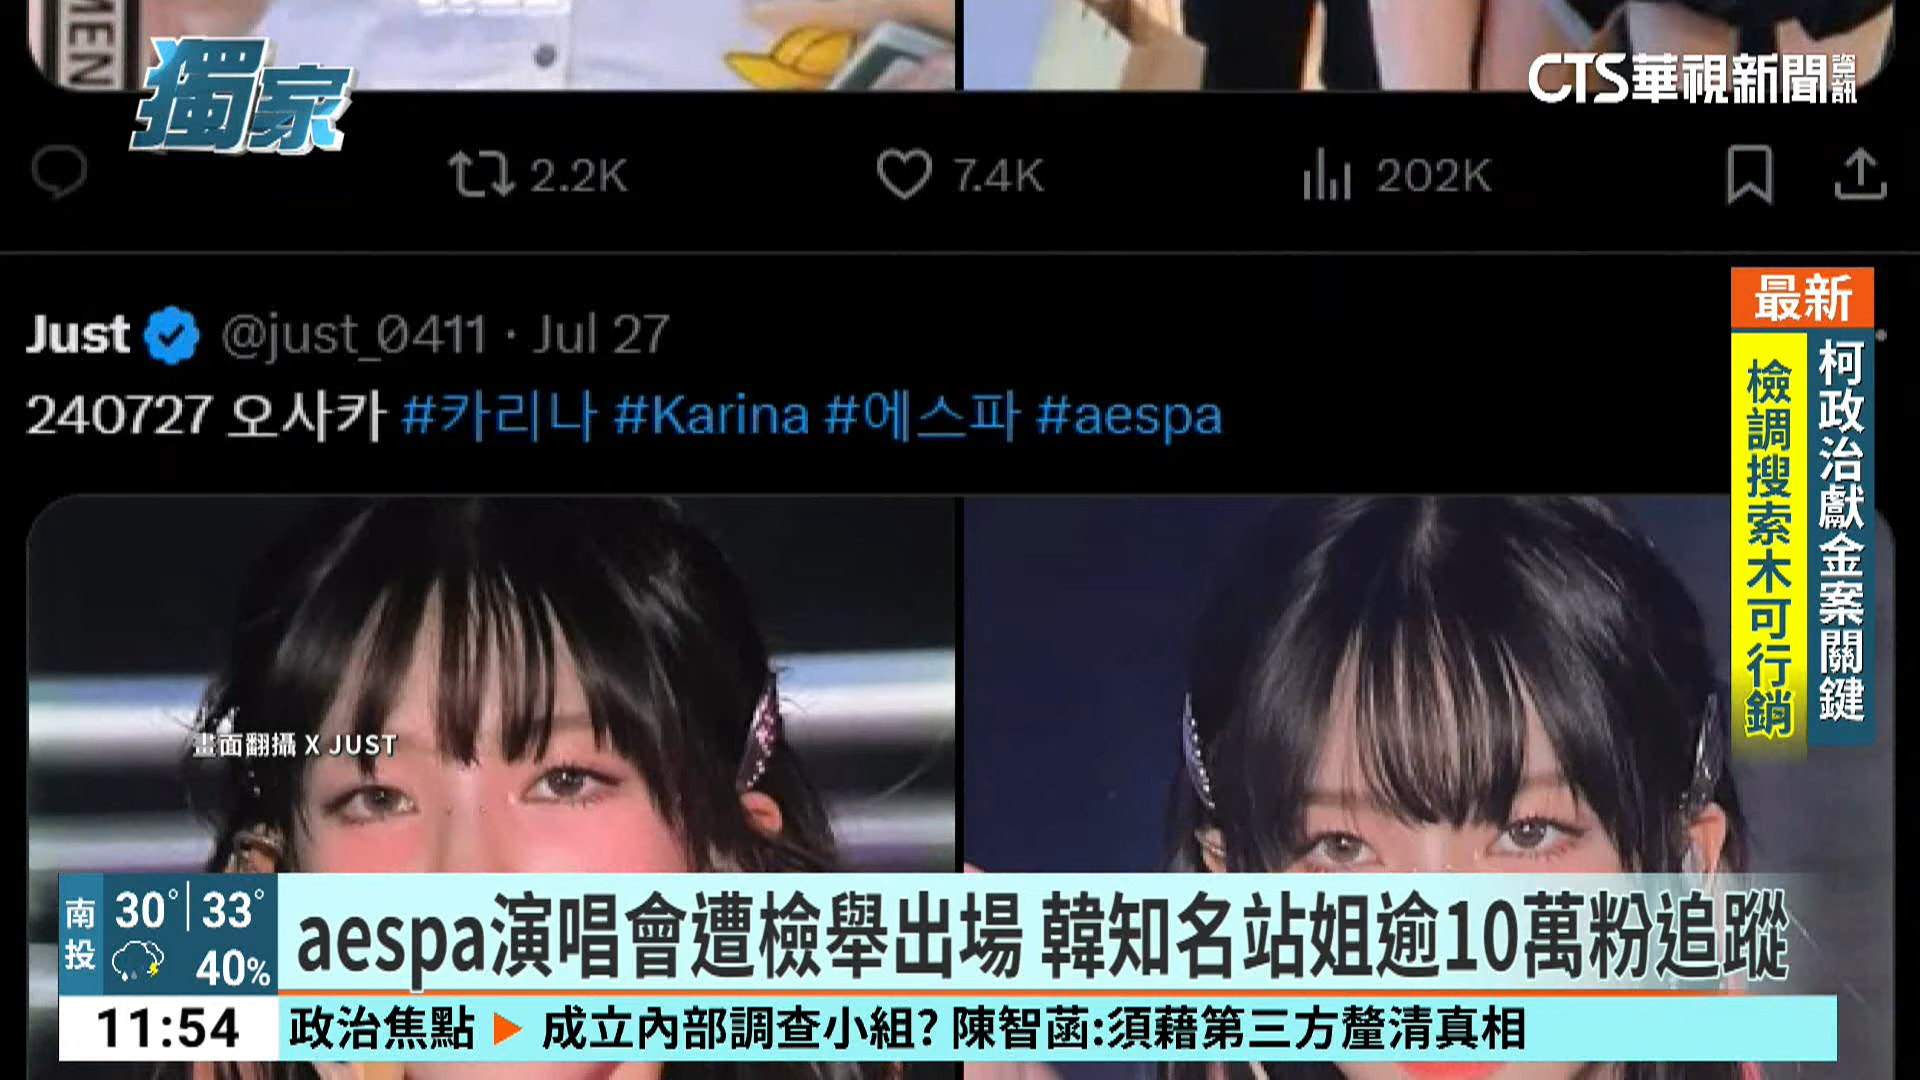 MEN
獨家
CTS華視新聞資訊
2.2K
7.4K
202K
Just @just_0411 · Jul 27
240727 오사카 #카리나 #Karina #에스파 #aespa
最新
柯政治獻金案關鍵
檢調搜索木可行銷
畫面翻攝 X JUST
南投
30° 33°
40%
aespa演唱會遭檢舉出場 韓知名站姐逾10萬粉追蹤
11:54
政治焦點 ▶ 成立內部調查小組? 陳智菡:須藉第三方釐清真相